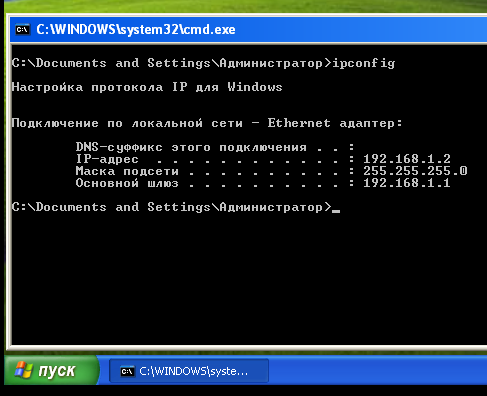 C:\WINDOWS\system32\cmd.exe
C:\Documents and Settings\Администратор>ipconfig
Настройка протокола IP для Windows
Подключение по локальной сети - Ethernet адаптер:
DNS-суффикс этого подключения . . :
IP-адрес . . . . . . . . . . . . : 192.168.1.2
Маска подсети . . . . . . . . . . : 255.255.255.0
Основной шлюз . . . . . . . . . . : 192.168.1.1
C:\Documents and Settings\Администратор>_
пуск
C:\WINDOWS\syste...